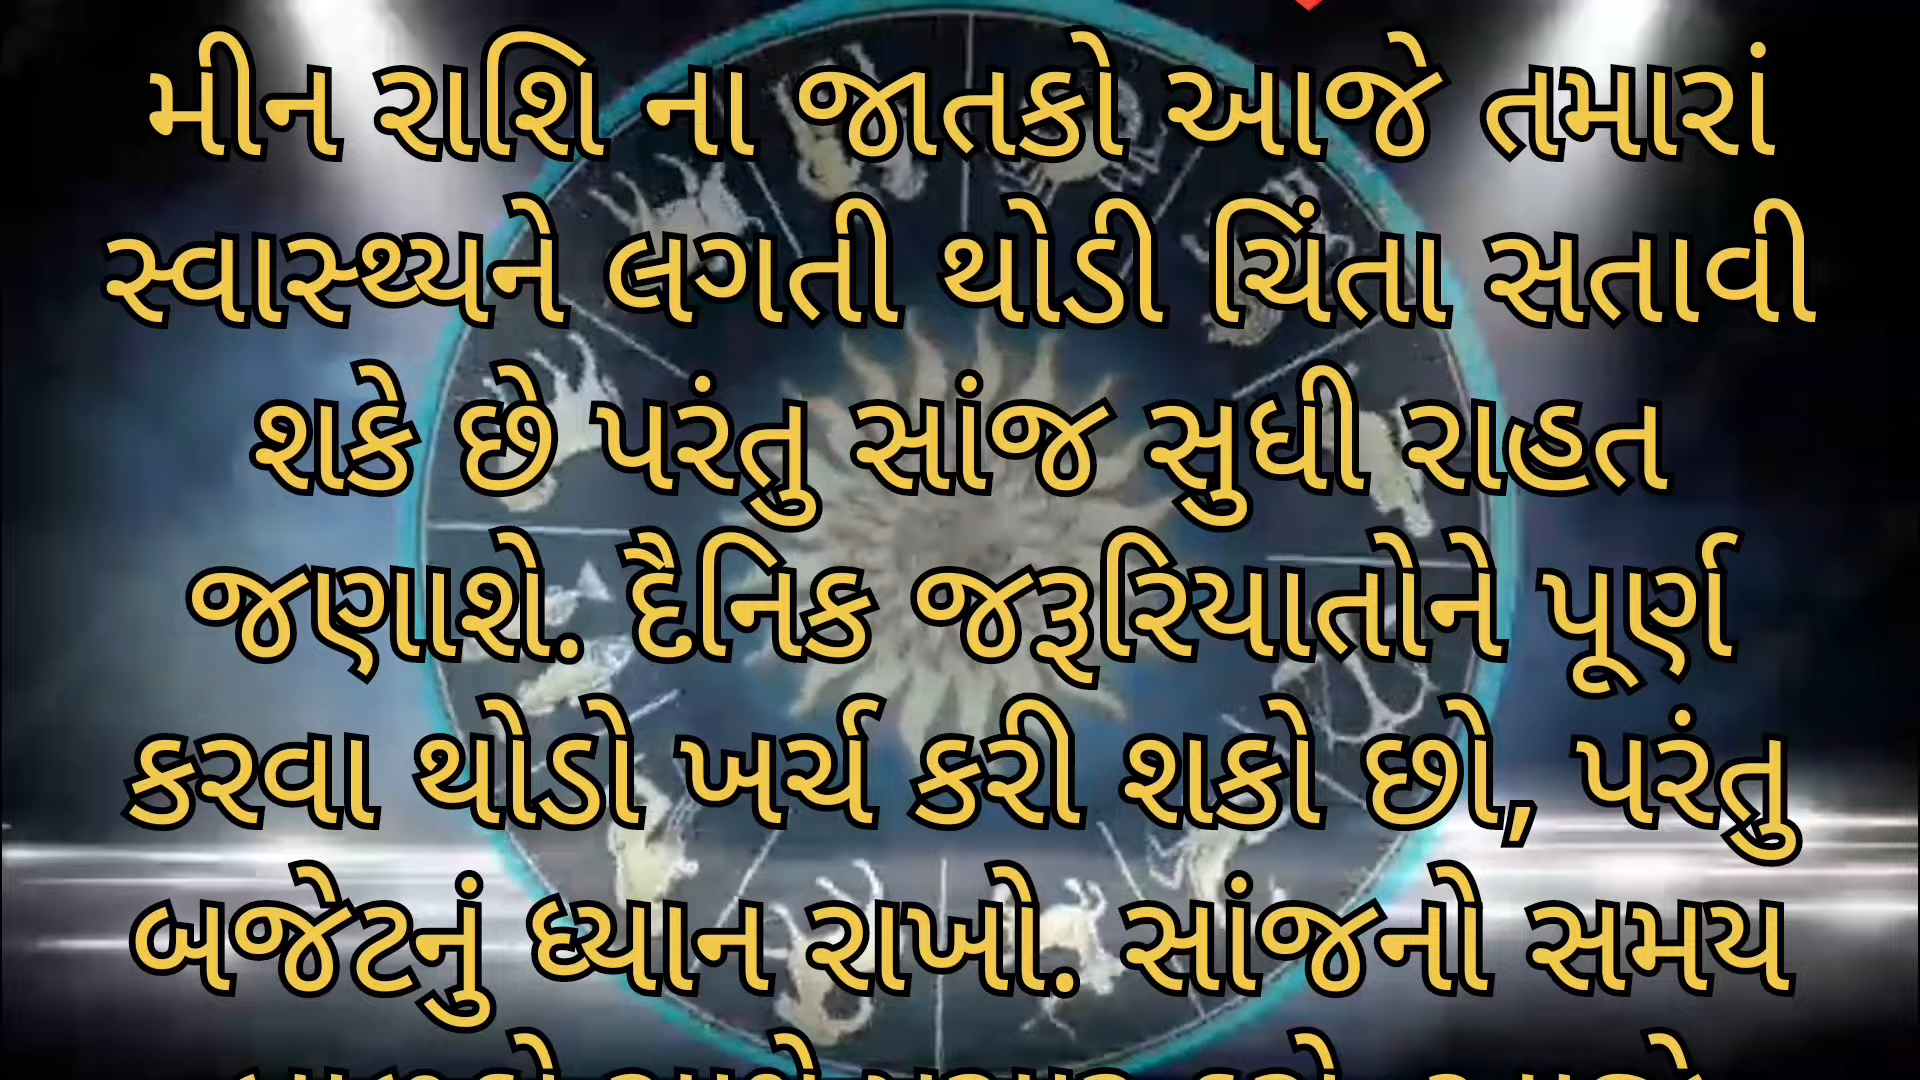 મીન રાશિ ના જાતકો આજે તમારાં
સ્વાસ્થ્યને લગતી થોડી ચિંતા સતાવી
શકે છે પરંતુ સાંજ સુધી રાહત
જણાશે. દૈનિક જરૂરિયાતોને પૂર્ણ
કરવા થોડો ખર્ચ કરી શકો છો, પરંતુ
બજેટનું ધ્યાન રાખો. સાંજનો સમય